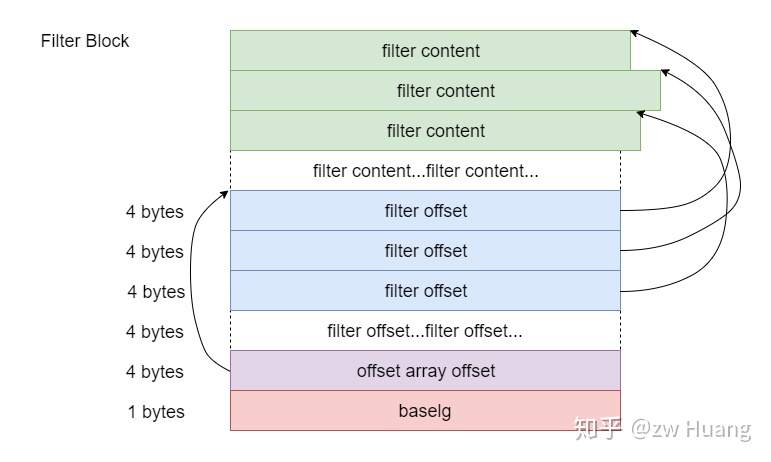 Filter Block
filter content
filter content
filter content
filter content...filter content...
4 bytes filter offset
4 bytes filter offset
4 bytes filter offset
4 bytes filter offset...filter offset...
4 bytes offset array offset
1 bytes baselg
知乎 @zw Huang